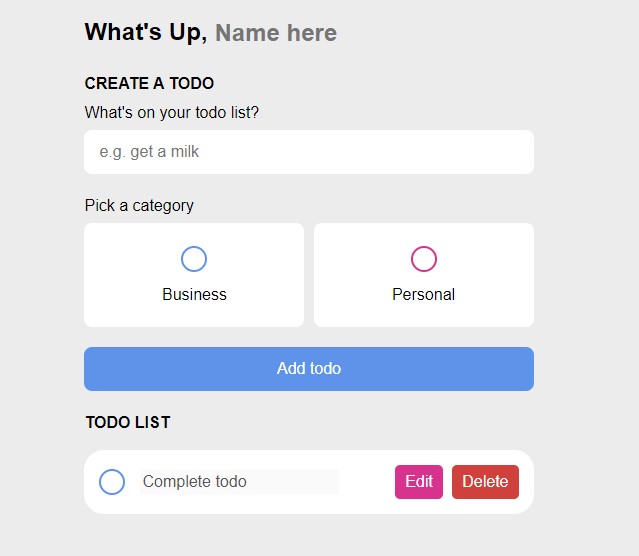 What's Up, Name here
CREATE A TODO
What's on your todo list?
e.g. get a milk
Pick a category
Business
Personal
Add todo
TODO LIST
Complete todo
Edit
Delete